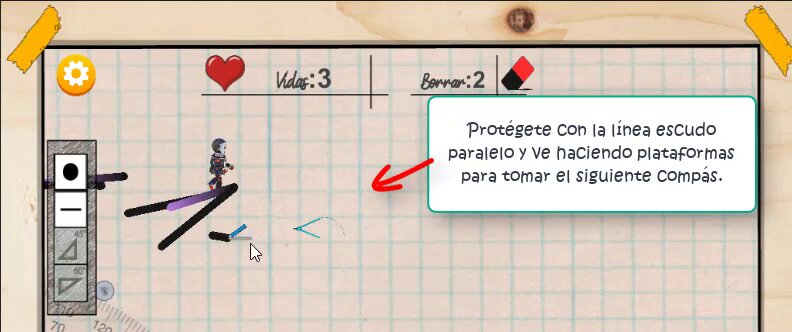 Vidas:3
Borrar:2
Protégete con la línea escudo
paralelo y ve haciendo plataformas
para tomar el siguiente compás.
45°
60°
70
120